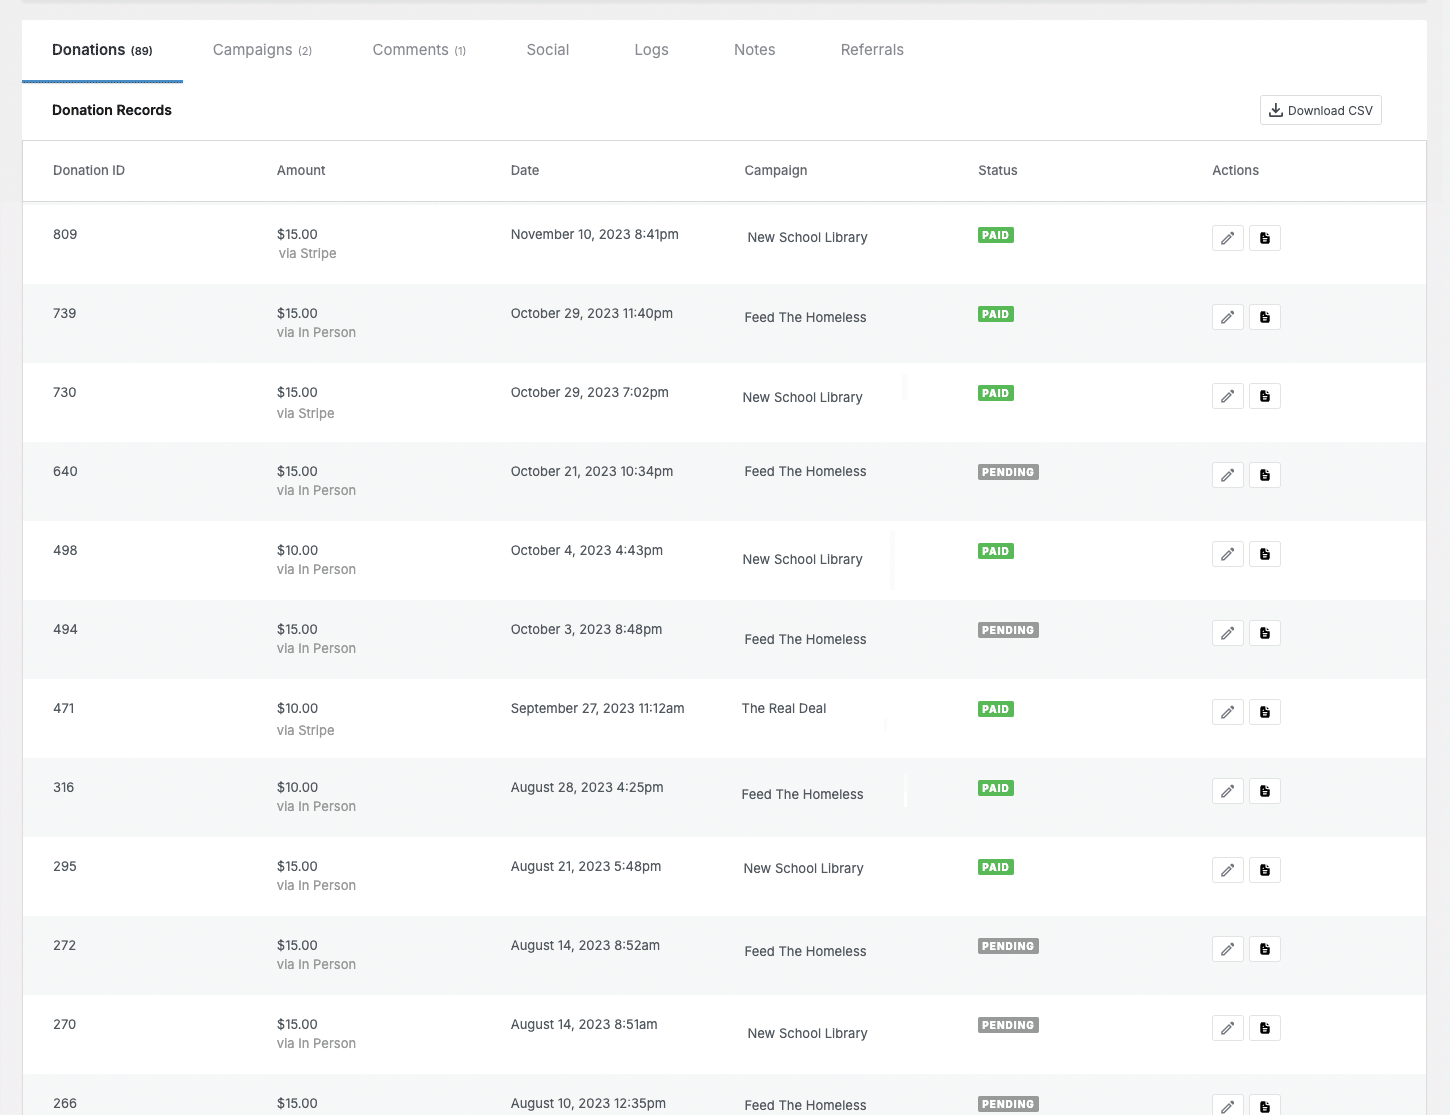 Donations (89) Campaigns (2) Comments (1) Social Logs Notes Referrals
Donation Records Download CSV
Donation ID Amount Date Campaign Status Actions
809 $15.00 November 10, 2023 8:41pm New School Library PAID
via Stripe
739 $15.00 October 29, 2023 11:40pm Feed The Homeless PAID
via In Person
730 $15.00 October 29, 2023 7:02pm New School Library PAID
via Stripe
640 $15.00 October 21, 2023 10:34pm Feed The Homeless PENDING
via In Person
498 $10.00 October 4, 2023 4:43pm New School Library PAID
via In Person
494 $15.00 October 3, 2023 8:48pm Feed The Homeless PENDING
via In Person
471 $10.00 September 27, 2023 11:12am The Real Deal PAID
via Stripe
316 $10.00 August 28, 2023 4:25pm Feed The Homeless PAID
via In Person
295 $15.00 August 21, 2023 5:48pm New School Library PAID
via In Person
272 $15.00 August 14, 2023 8:52am Feed The Homeless PENDING
via In Person
270 $15.00 August 14, 2023 8:51am New School Library PENDING
via In Person
266 $15.00 August 10, 2023 12:35pm Feed The Homeless PENDING